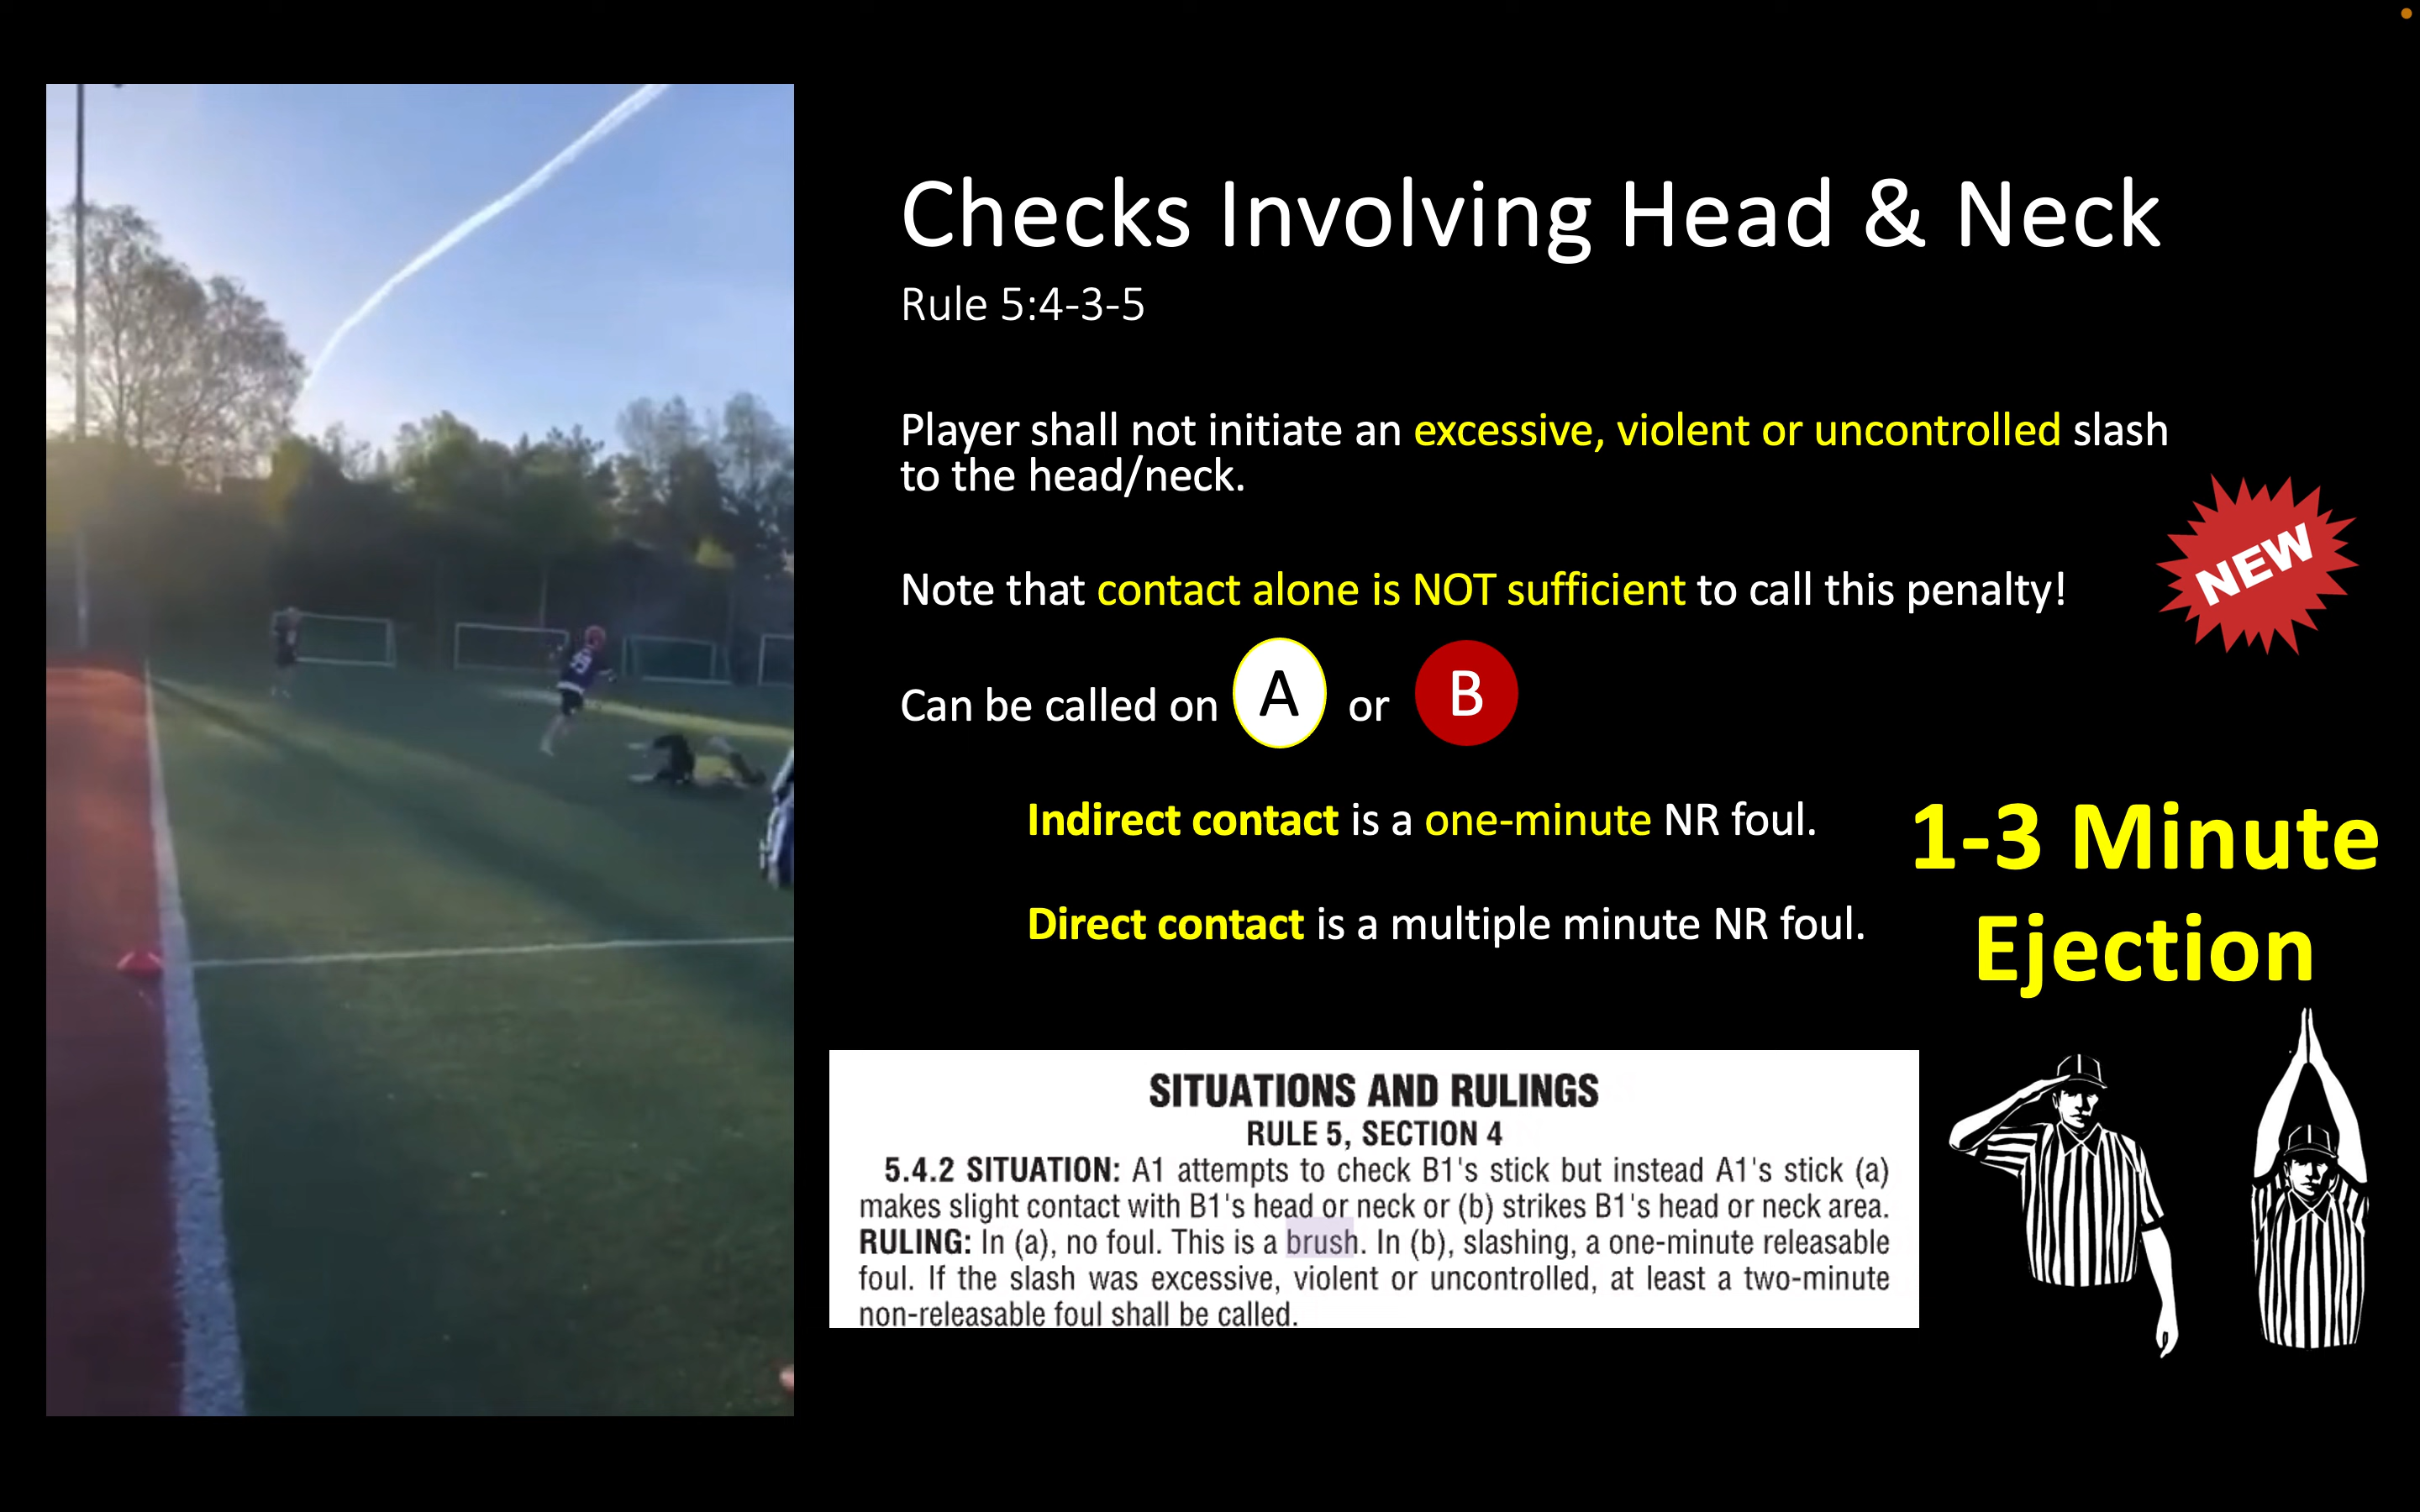 Checks Involving Head & Neck
Rule 5:4-3-5
Player shall not initiate an excessive, violent or uncontrolled slash
to the head/neck.
NEW
Note that contact alone is NOT sufficient to call this penalty!
Can be called on A or B
Indirect contact is a one-minute NR foul.
Direct contact is a multiple minute NR foul.
1-3 Minute
Ejection
SITUATIONS AND RULINGS
RULE 5, SECTION 4
5.4.2 SITUATION: A1 attempts to check B1's stick but instead A1's stick (a)
makes slight contact with B1's head or neck or (b) strikes B1's head or neck area.
RULING: In (a), no foul. This is a brush. In (b), slashing, a one-minute releasable
foul. If the slash was excessive, violent or uncontrolled, at least a two-minute
non-releasable foul shall be called.